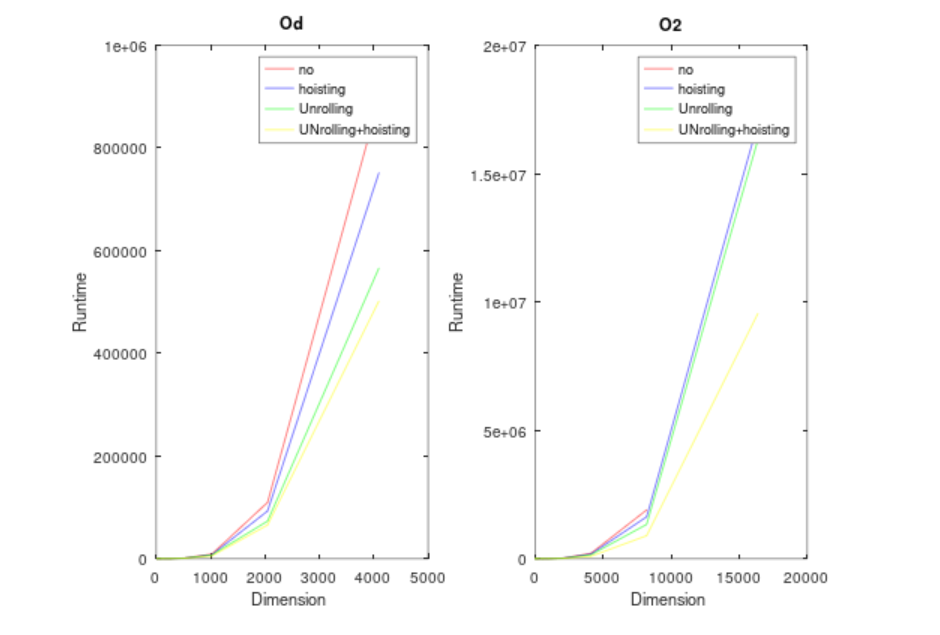 Od
1e+06
800000
600000
400000
200000
0
Runtime
0 1000 2000 3000 4000 5000
Dimension
no
hoisting
Unrolling
UNrolling+hoisting
O2
2e+07
1.5e+07
1e+07
5e+06
0
Runtime
0 5000 10000 15000 20000
Dimension
no
hoisting
Unrolling
UNrolling+hoisting